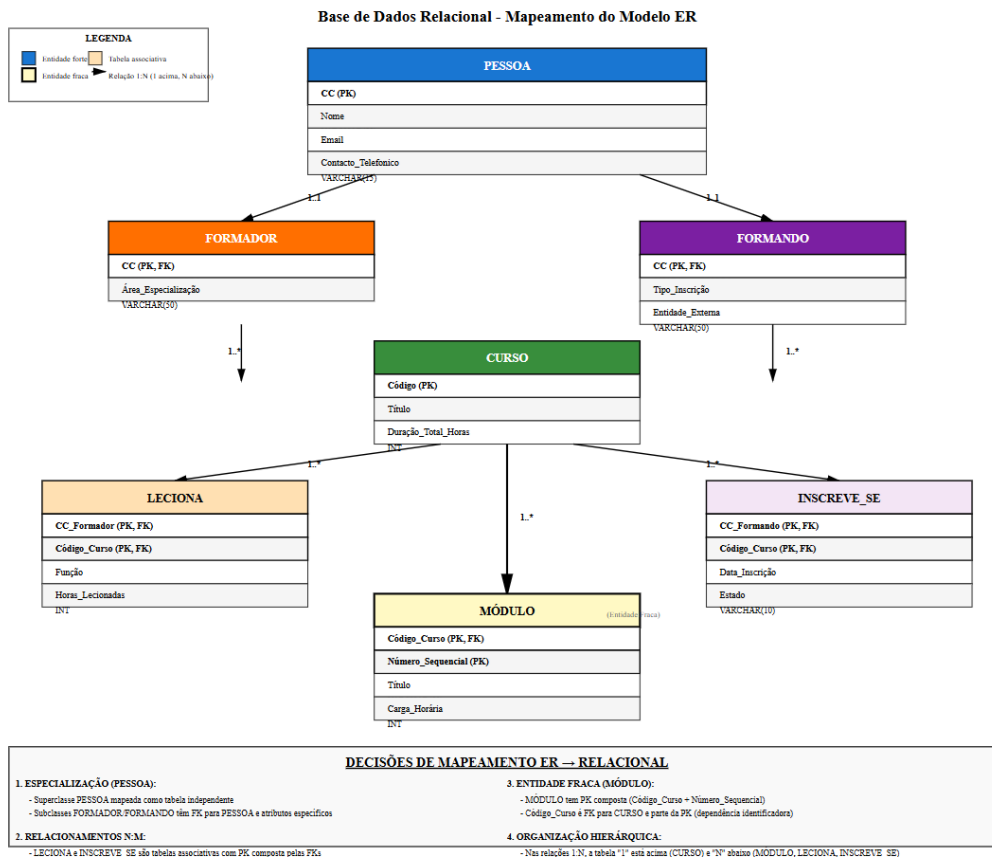 Base de Dados Relacional - Mapeamento do Modelo ER
LEGENDA
Entidade forte
Tabela associativa
Entidade fraca
Relação 1:N (1 acima, N abaixo)
PESSOA
CC (PK)
Nome
Email
Contacto_Telefonico
VARCHAR(15)
1..1
1..1
FORMADOR
CC (PK, FK)
Área_Especialização
VARCHAR(50)
1..*
FORMANDO
CC (PK, FK)
Tipo_Inscrição
Entidade_Externa
VARCHAR(50)
1..*
CURSO
Código (PK)
Título
Duração_Total_Horas
INT
1..*
1..*
1..*
LECIONA
CC_Formador (PK, FK)
Código_Curso (PK, FK)
Função
Horas_Lecionadas
INT
INSCREVE_SE
CC_Formando (PK, FK)
Código_Curso (PK, FK)
Data_Inscrição
Estado
VARCHAR(10)
MÓDULO
(Entidade Fraca)
Código_Curso (PK, FK)
Número_Sequencial (PK)
Título
Carga_Horária
INT
DECISÕES DE MAPEAMENTO ER → RELACIONAL
1. ESPECIALIZAÇÃO (PESSOA):
- Superclasse PESSOA mapeada como tabela independente
- Subclasses FORMADOR/FORMANDO têm FK para PESSOA e atributos específicos
2. RELACIONAMENTOS N:M:
- LECIONA e INSCREVE_SE são tabelas associativas com PK composta pelas FKs
3. ENTIDADE FRACA (MÓDULO):
- MÓDULO tem PK composta (Código_Curso + Número_Sequencial)
- Código_Curso é FK para CURSO e parte da PK (dependência identificadora)
4. ORGANIZAÇÃO HIERÁRQUICA:
- Nas relações 1:N, a tabela "1" está acima (CURSO) e "N" abaixo (MODULO, LECIONA, INSCREVE_SE)